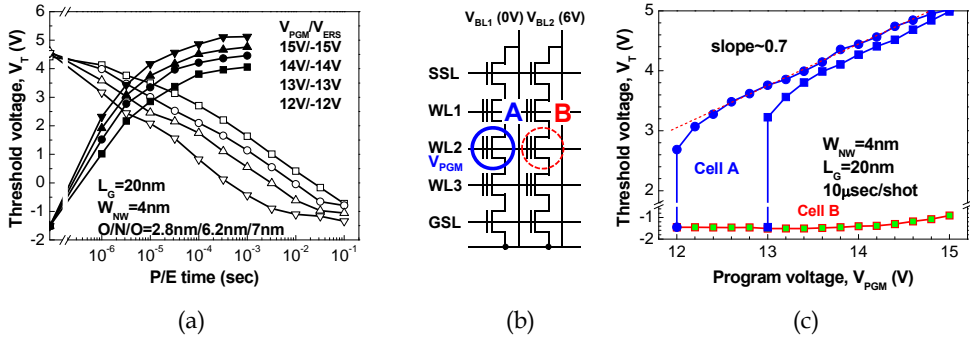 (a)
Threshold voltage, V_T (V)
6
5
4
3
2
1
0
-1
-2
V_PGM/V_ERS
15V/-15V
14V/-14V
13V/-13V
12V/-12V
L_G=20nm
W_NW=4nm
O/N/O=2.8nm/6.2nm/7nm
10⁻⁶ 10⁻⁵ 10⁻⁴ 10⁻³ 10⁻² 10⁻¹
P/E time (sec)
(a)
(b)
V_BL1 (0V) V_BL2 (6V)
SSL
WL1
A B
WL2
V_PGM
WL3
GSL
(b)
(c)
Threshold voltage, V_T (V)
5
4
3
5
-1
-2
slope~0.7
W_NW=4nm
L_G=20nm
10μsec/shot
Cell A
Cell B
12 13 14 15
Program voltage, V_PGM (V)
(c)